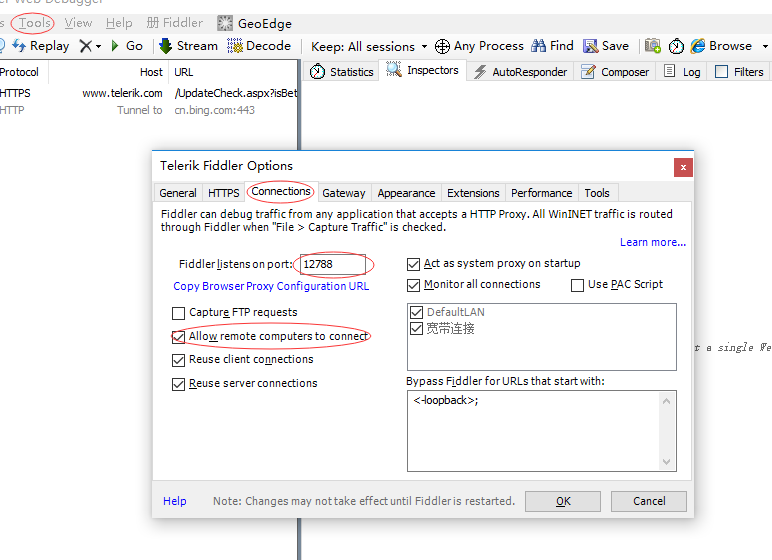 er Web Debugger
s Tools View Help 册 Fiddler GeoEdge
Replay Go Stream Decode Keep: All sessions Any Process Find Save Browse
Protocol Host URL
Statistics Inspectors AutoResponder Composer Log Filters
HTTPS www.telerik.com /UpdateCheck.aspx?isBet
HTTP Tunnel to cn.bing.com:443
Telerik Fiddler Options
General HTTPS Connections Gateway Appearance Extensions Performance Tools
Fiddler can debug traffic from any application that accepts a HTTP Proxy. All WinINET traffic is routed
through Fiddler when "File > Capture Traffic" is checked.
Learn more...
Fiddler listens on port: 12788
Copy Browser Proxy Configuration URL
Capture FTP requests
Allow remote computers to connect
Reuse client connections
Reuse server connections
Act as system proxy on startup
Monitor all connections Use PAC Script
DefaultLAN
宽带连接
t a single We
Bypass Fiddler for URLs that start with:
<-loopback>;
Help Note: Changes may not take effect until Fiddler is restarted. OK Cancel